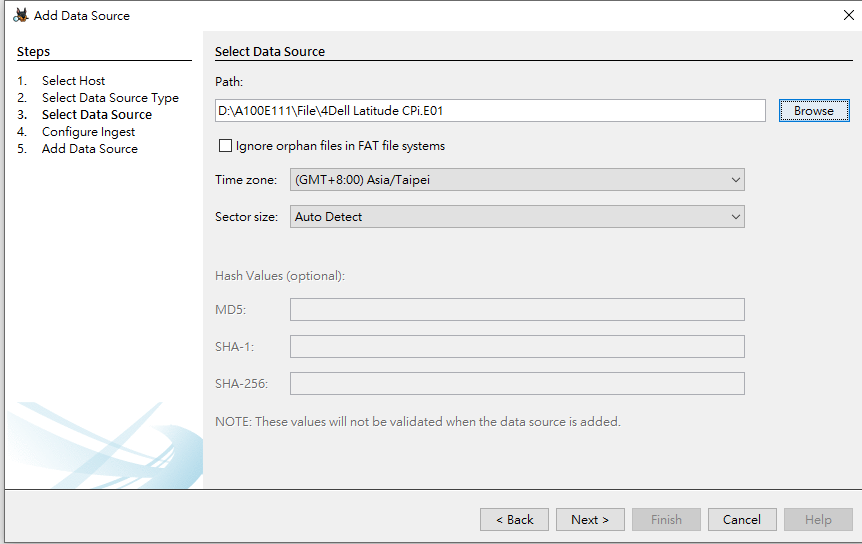 Add Data Source
Steps
1. Select Host
2. Select Data Source Type
3. Select Data Source
4. Configure Ingest
5. Add Data Source
Select Data Source
Path:
D:\A100E111\File\4Dell Latitude CPi.E01
Browse
Ignore orphan files in FAT file systems
Time zone: (GMT+8:00) Asia/Taipei
Sector size: Auto Detect
Hash Values (optional):
MD5:
SHA-1:
SHA-256:
NOTE: These values will not be validated when the data source is added.
< Back Next > Finish Cancel Help